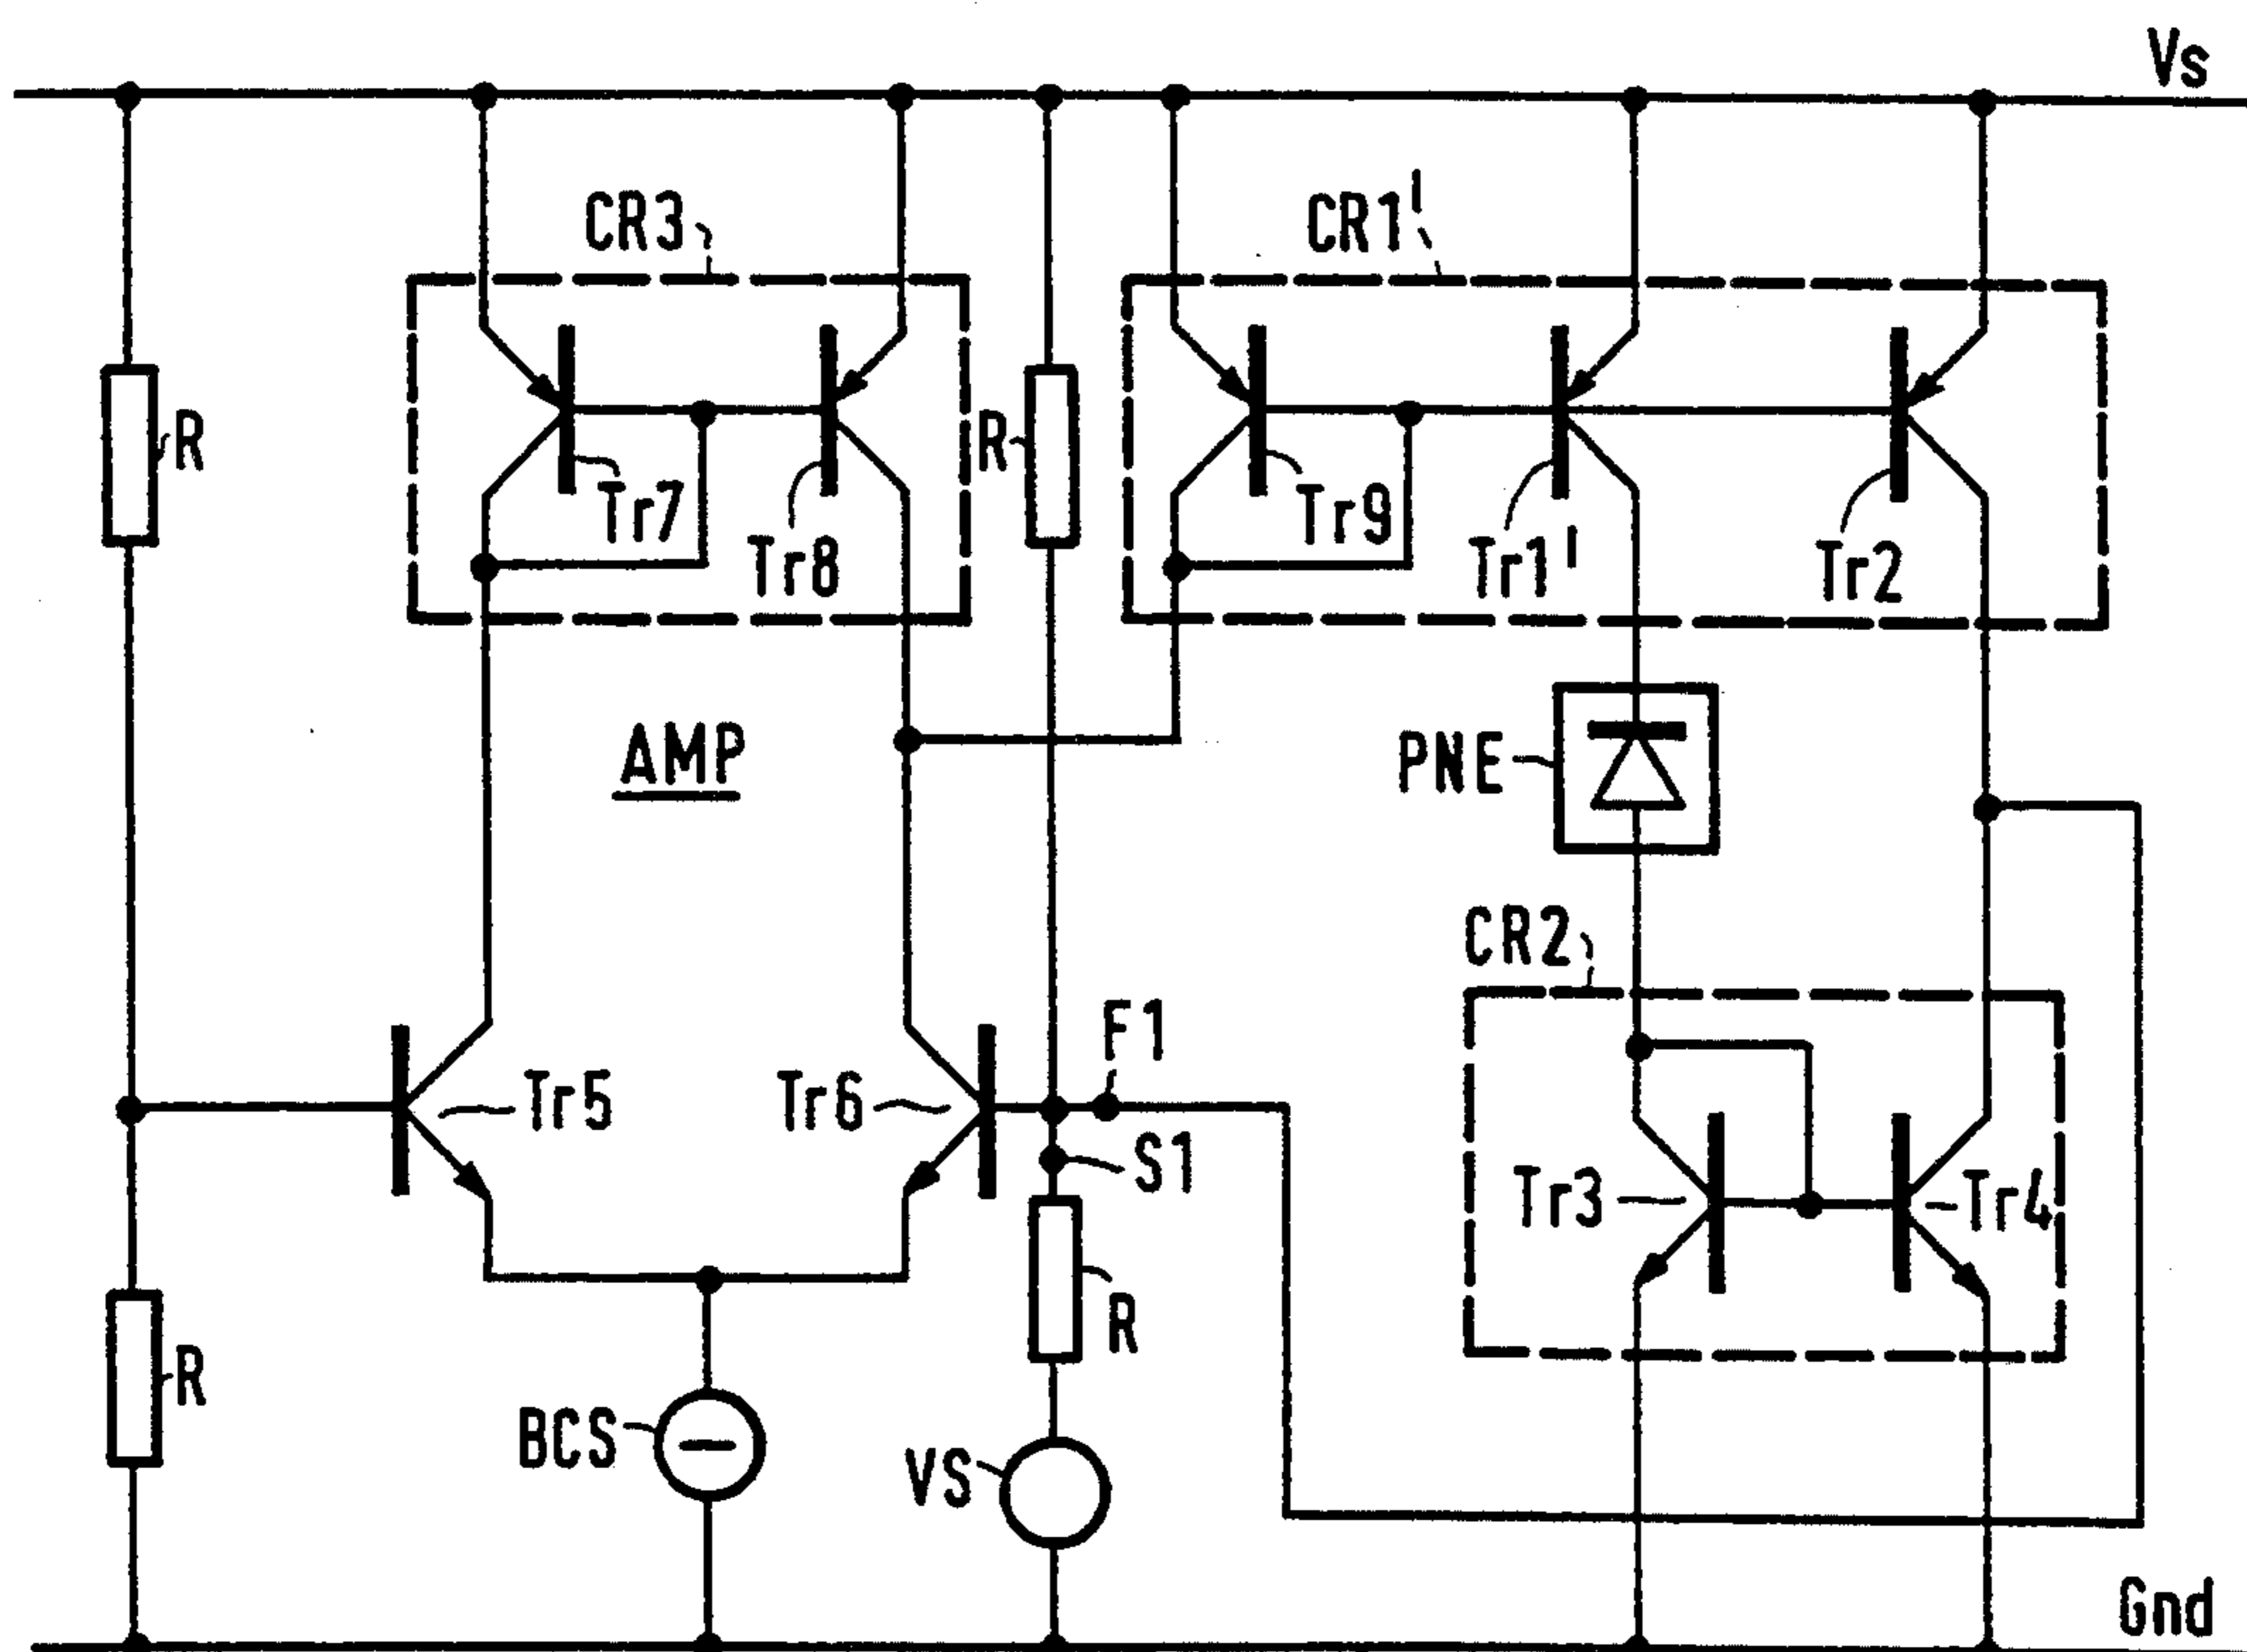 Vs
CR3
CR1'
R
R
Tr7
Tr8
Tr9
Tr1'
Tr2
AMP
PNE
CR2
F1
Tr5
Tr6
S1
Tr3
Tr4
R
R
BCS
VS
Gnd